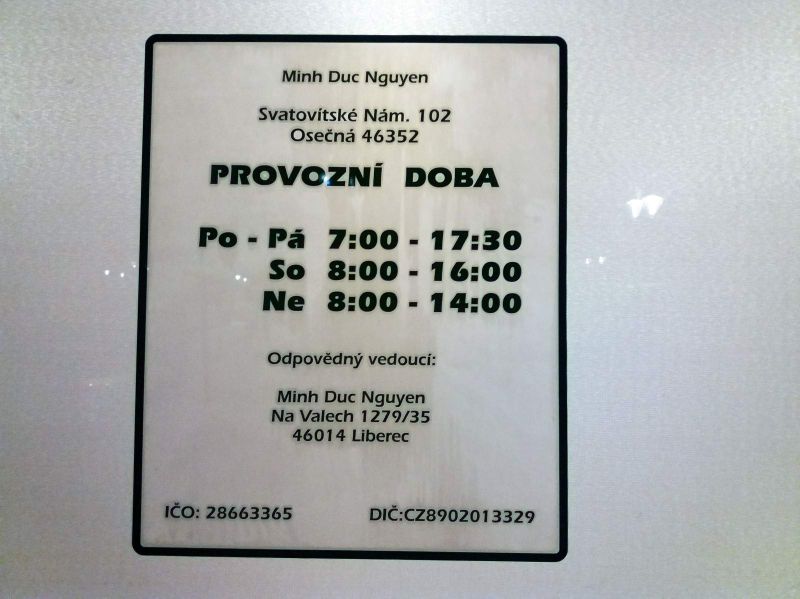 Minh Duc Nguyen
Svatovítské Nám. 102
Osečná 46352
PROVOZNÍ DOBA
Po - Pá 7:00 - 17:30
So 8:00 - 16:00
Ne 8:00 - 14:00
Odpovědný vedoucí:
Minh Duc Nguyen
Na Valech 1279/35
46014 Liberec
IČO: 28663365 DIČ:CZ8902013329